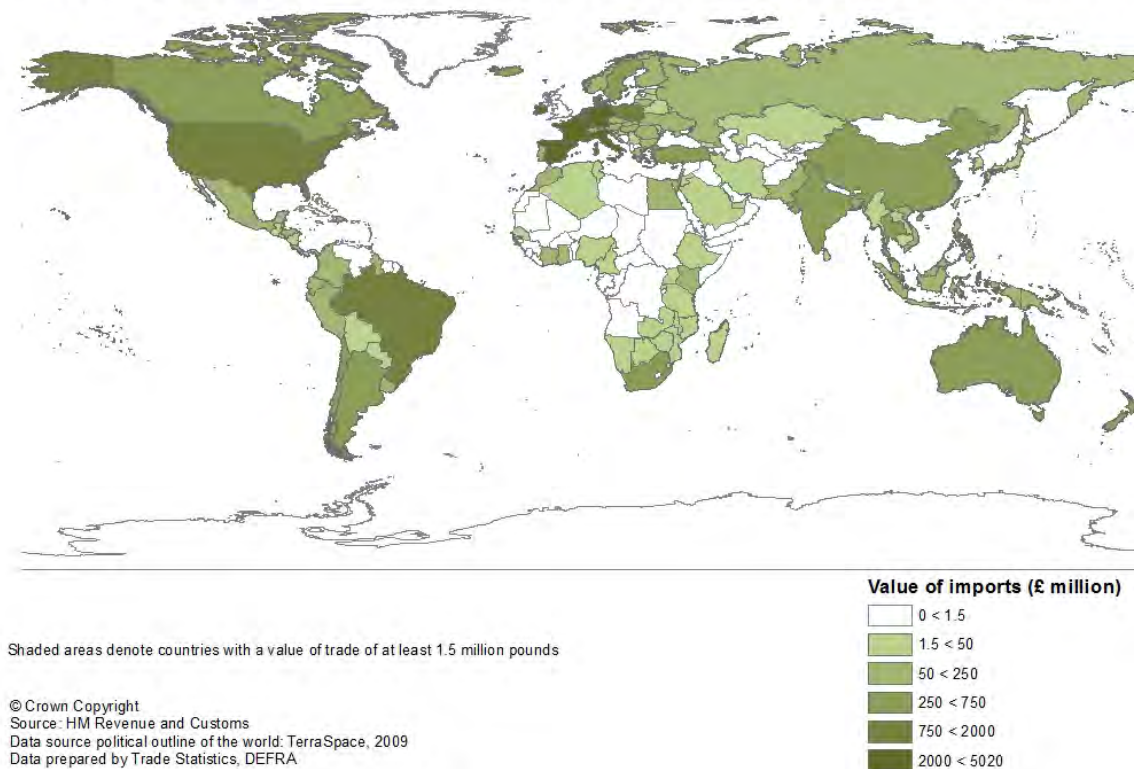 Value of imports (£ million)
0 < 1.5
1.5 < 50
50 < 250
250 < 750
750 < 2000
2000 < 5020
Shaded areas denote countries with a value of trade of at least 1.5 million pounds
© Crown Copyright
Source: HM Revenue and Customs
Data source political outline of the world: TerraSpace, 2009
Data prepared by Trade Statistics, DEFRA